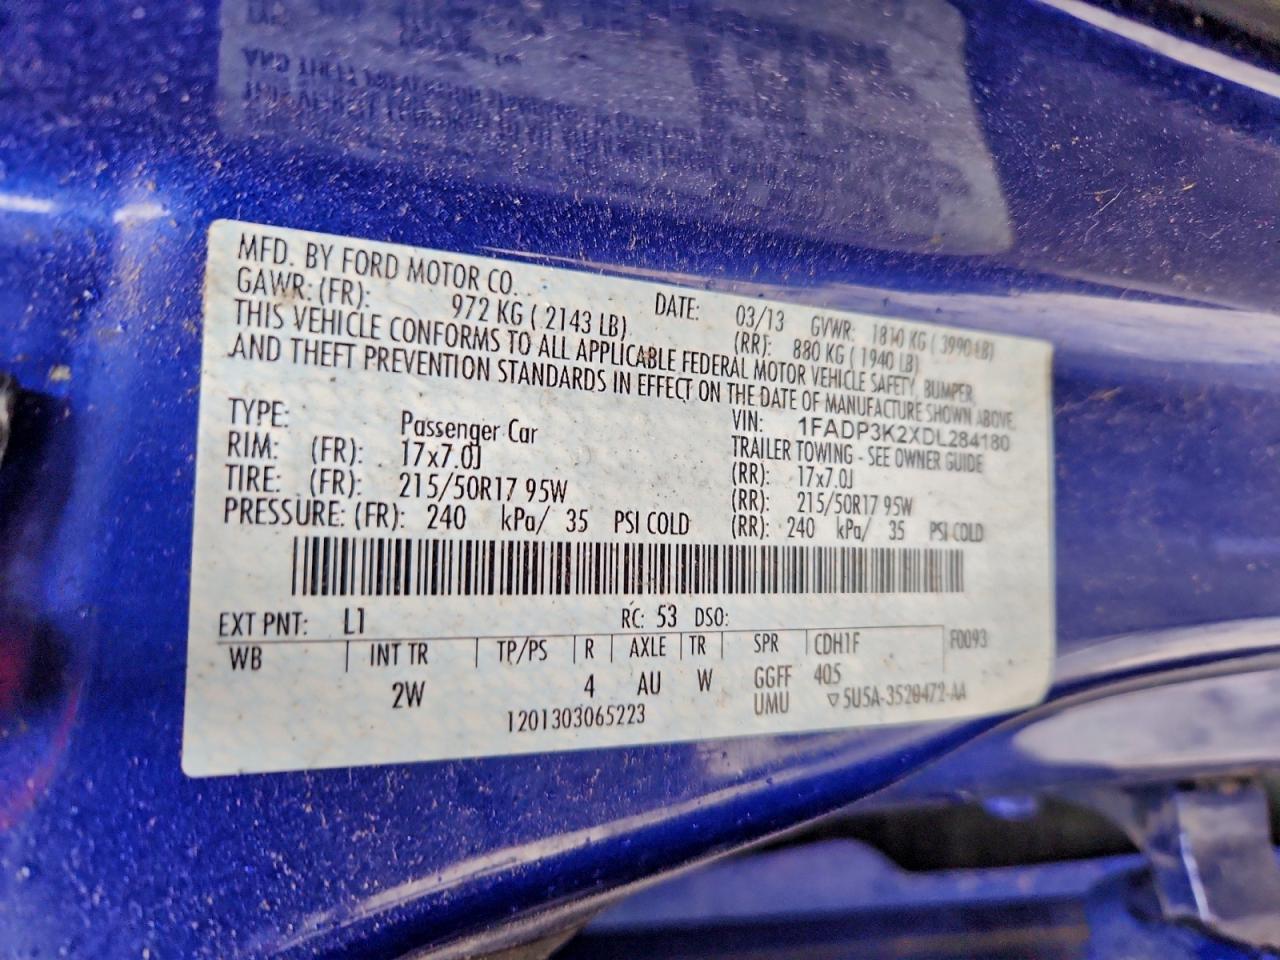 MFD. BY FORD MOTOR CO.
DATE: 03/13 GVWR: 1810 KG ( 3990 LB)
GAWR: (FR): 972 KG ( 2143 LB) (RR): 880 KG ( 1940 LB)
THIS VEHICLE CONFORMS TO ALL APPLICABLE FEDERAL MOTOR VEHICLE SAFETY, BUMPER
AND THEFT PREVENTION STANDARDS IN EFFECT ON THE DATE OF MANUFACTURE SHOWN ABOVE.
VIN: 1FADP3K2XDL284180
TYPE: Passenger Car TRAILER TOWING - SEE OWNER GUIDE
RIM: (FR): 17x7.0J (RR): 17x7.0J
TIRE: (FR): 215/50R17 95W (RR): 215/50R17 95W
PRESSURE: (FR): 240 kPa/ 35 PSI COLD (RR): 240 kPa/ 35 PSI COLD
EXT PNT: L1 RC: 53 DSO: F0093
WB INT TR TP/PS R AXLE TR SPR CDH1F
2W 4 AU W GGFF 405
1201303065223 UMU ▽5U5A-3520472-AA